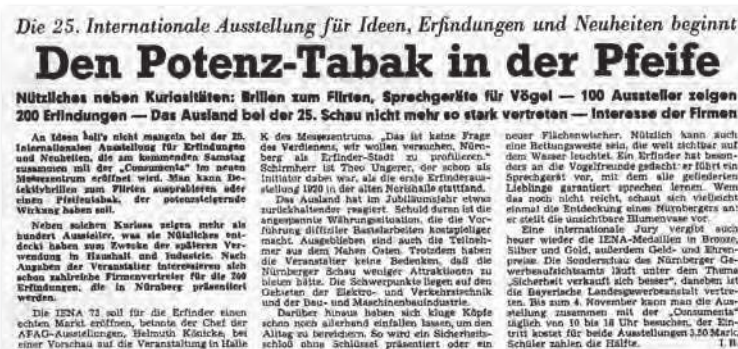 Die 25. Internationale Ausstellung für Ideen, Erfindungen und Neuheiten beginnt
Den Potenz-Tabak in der Pfeife
Nützliches neben Kuriositäten: Brillen zum Flirten, Sprechgeräte für Vögel — 100 Aussteller zeigen
200 Erfindungen — Das Ausland bei der 25. Schau nicht mehr so stark vertreten — Interesse der Firmen
An Ideen soll's nicht mangeln bei der 25.
Internationalen Ausstellung für Erfindungen
und Neuheiten, die am kommenden Samstag
zusammen mit der „Consumenta" im neuen
Messezentrum eröffnet wird. Man kann De-
tektivbrillen zum Flirten ausprobieren oder
einen Pfeifentabak, der potenzsteigernde
Wirkung haben soll.
Neben solchen Kuriosa zeigen mehr als
hundert Aussteller, was sie Nützliches ent-
deckt haben zum Zwecke der späteren Ver-
wendung in Haushalt und Industrie. Nach
Angaben der Veranstalter interessieren sich
schon zahlreiche Firmenvertreter für die 200
Erfindungen, die in Nürnberg präsentiert
werden.
Die IENA 73 soll für die Erfinder einen
echten Markt eröffnen, betonte der Chef der
AFAG-Ausstellungen, Helmuth Könicke, bei
einer Vorschau auf die Veranstaltung in Halle
K des Messezentrums. „Das ist keine Frage
des Verdienens, wir wollen versuchen, Nürn-
berg als Erfinder-Stadt zu profilieren."
Schirmherr ist Theo Ungerer, der schon als
Initiator dabei war, als die erste Erfinderaus-
stellung 1920 in der alten Norishalle stattfand.
Das Ausland hat im Jubiläumsjahr etwas
zurückhaltender reagiert. Schuld daran ist die
angespannte Währungssituation, die die Vor-
führung diffiziler Bastelarbeiten kostspieliger
macht. Ausgeblieben sind auch die Teilneh-
mer aus dem Nahen Osten. Trotzdem haben
die Veranstalter keine Bedenken, daß die
Nürnberger Schau weniger Attraktionen zu
bieten hätte. Die Schwerpunkte liegen auf den
Gebieten der Elektro- und Verkehrstechnik
und der Bau- und Maschinenbauindustrie.
Darüber hinaus haben sich kluge Köpfe
schon noch allerhand einfallen lassen, um den
Alltag zu bereichern. So wird ein Sicherheits-
schloß ohne Schlüssel präsentiert oder ein
neuer Flächenwischer. Nützlich kann auch
eine Rettungsweste sein, die weit sichtbar auf
dem Wasser leuchtet. Ein Erfinder hat beson-
ders an die Vogelfreunde gedacht: er führt ein
Sprechgerät vor, mit dem alle gefiederten
Lieblinge garantiert sprechen lernen. Wem
das noch nicht reicht, schaut sich vielleicht
einmal die Entdeckung eines Nürnbergers an:
er stellt die unsichtbare Blumenvase vor.
Eine internationale Jury vergibt auch
heuer wieder die IENA-Medaillen in Bronze,
Silber und Gold, außerdem Geld- und Ehren-
preise. Die Sonderschau des Nürnberger Ge-
werbeaufsichtsamts läuft unter dem Thema
„Sicherheit verkauft sich besser", daneben ist
die Bayerische Landesgewerbeanstalt vertre-
ten. Bis zum 4. November kann man die Aus-
stellung zusammen mit der „Consumenta"
täglich von 10 bis 18 Uhr besuchen, der Ein-
tritt kostet für beide Ausstellungen 3,50 Mark.
Schüler zahlen die Hälfte.